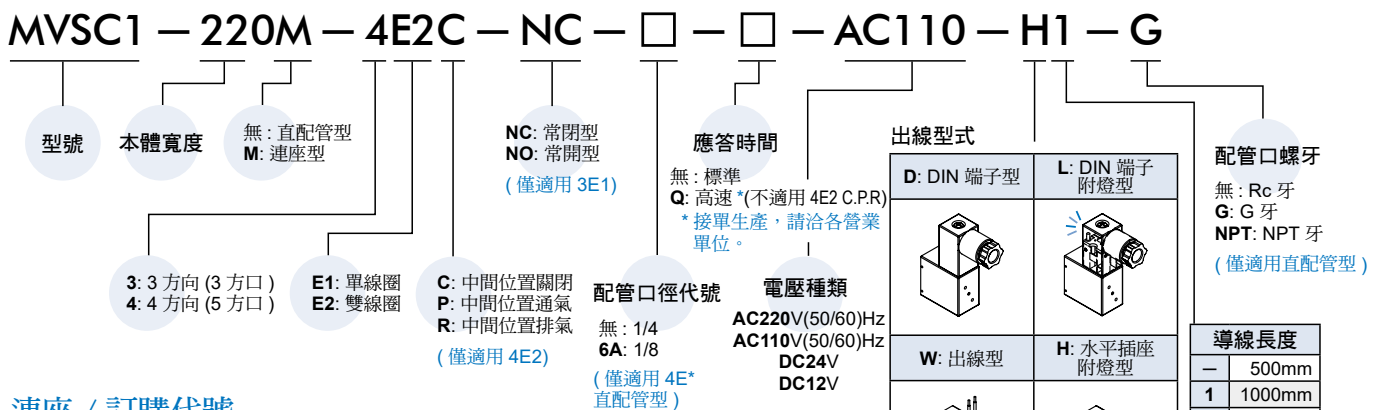 MVSC1 — 220M — 4E2C — NC — □ — □ — AC110 — H1 — G
型號
本體寬度
無 : 直配管型
M: 連座型
3: 3 方向 (3 方口 )
4: 4 方向 (5 方口 )
E1: 單線圈
E2: 雙線圈
C: 中間位置關閉
P: 中間位置通氣
R: 中間位置排氣
( 僅適用 4E2)
NC: 常閉型
NO: 常開型
( 僅適用 3E1)
配管口徑代號
無 : 1/4
6A: 1/8
( 僅適用 4E*
直配管型 )
應答時間
無 : 標準
Q: 高速 *(不適用 4E2 C.P.R)
* 接單生產，請洽各營業
單位。
電壓種類
AC220V(50/60)Hz
AC110V(50/60)Hz
DC24V
DC12V
出線型式
D: DIN 端子型
L: DIN 端子
附燈型
W: 出線型
H: 水平插座
附燈型
導線長度
— 500mm
1 1000mm
配管口螺牙
無 : Rc 牙
G: G 牙
NPT: NPT 牙
( 僅適用直配管型 )
連座 / 訂購代號